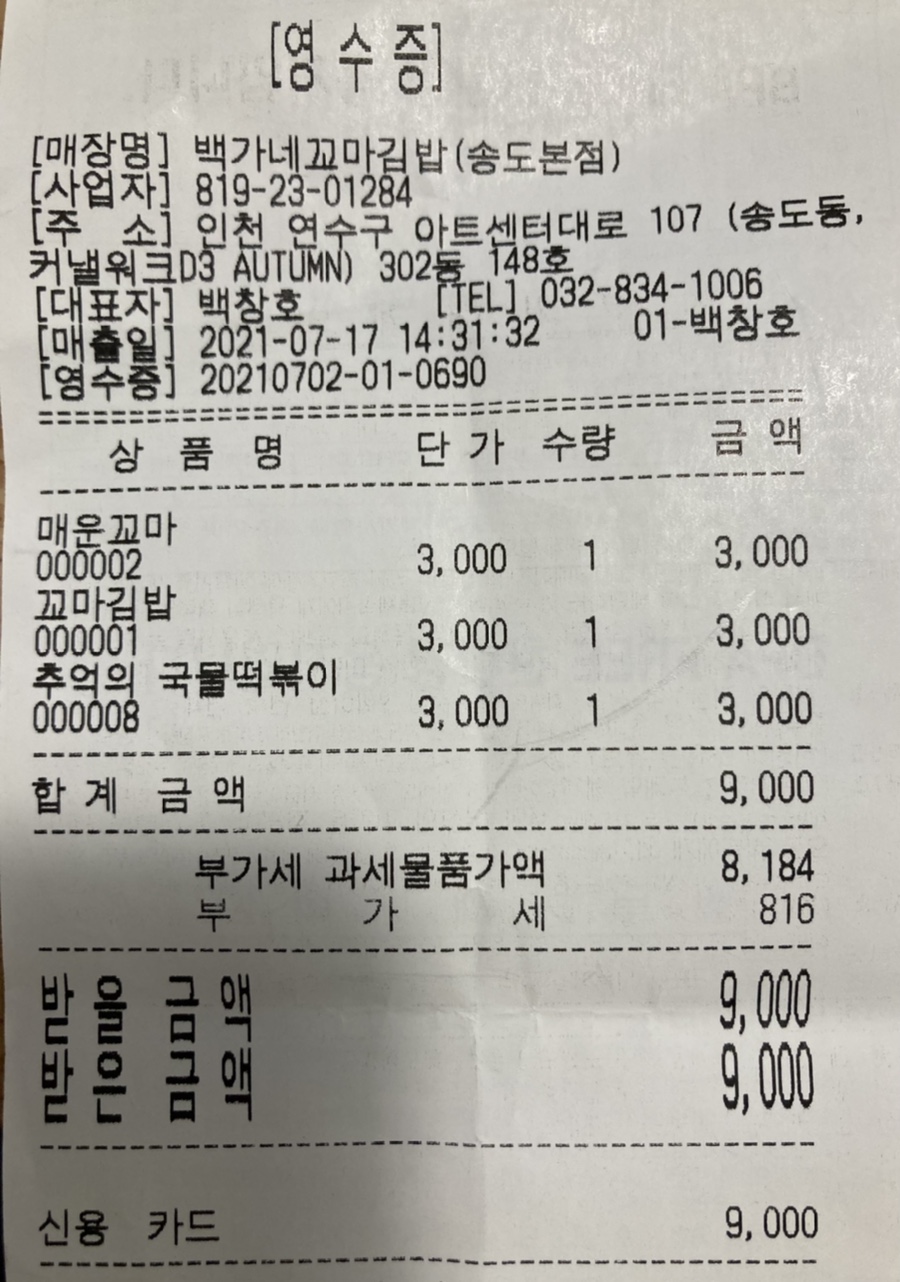 [영 수 증]
[매장명] 백가네꼬마김밥(송도본점)
[사업자] 819-23-01284
[주 소] 인천 연수구 아트센터대로 107 (송도동,
커낼워크D3 AUTUMN) 302동 148호
[대표자] 백창호 [TEL] 032-834-1006
[매출일] 2021-07-17 14:31:32 01-백창호
[영수증] 20210702-01-0690
상 품 명 단 가 수량 금 액
매운꼬마
000002 3,000 1 3,000
꼬마김밥
000001 3,000 1 3,000
추억의 국물떡볶이
000008 3,000 1 3,000
합 계 금 액 9,000
부가세 과세물품가액 8,184
부 가 세 816
받 을 금 액 9,000
받 은 금 액 9,000
신용 카드 9,000